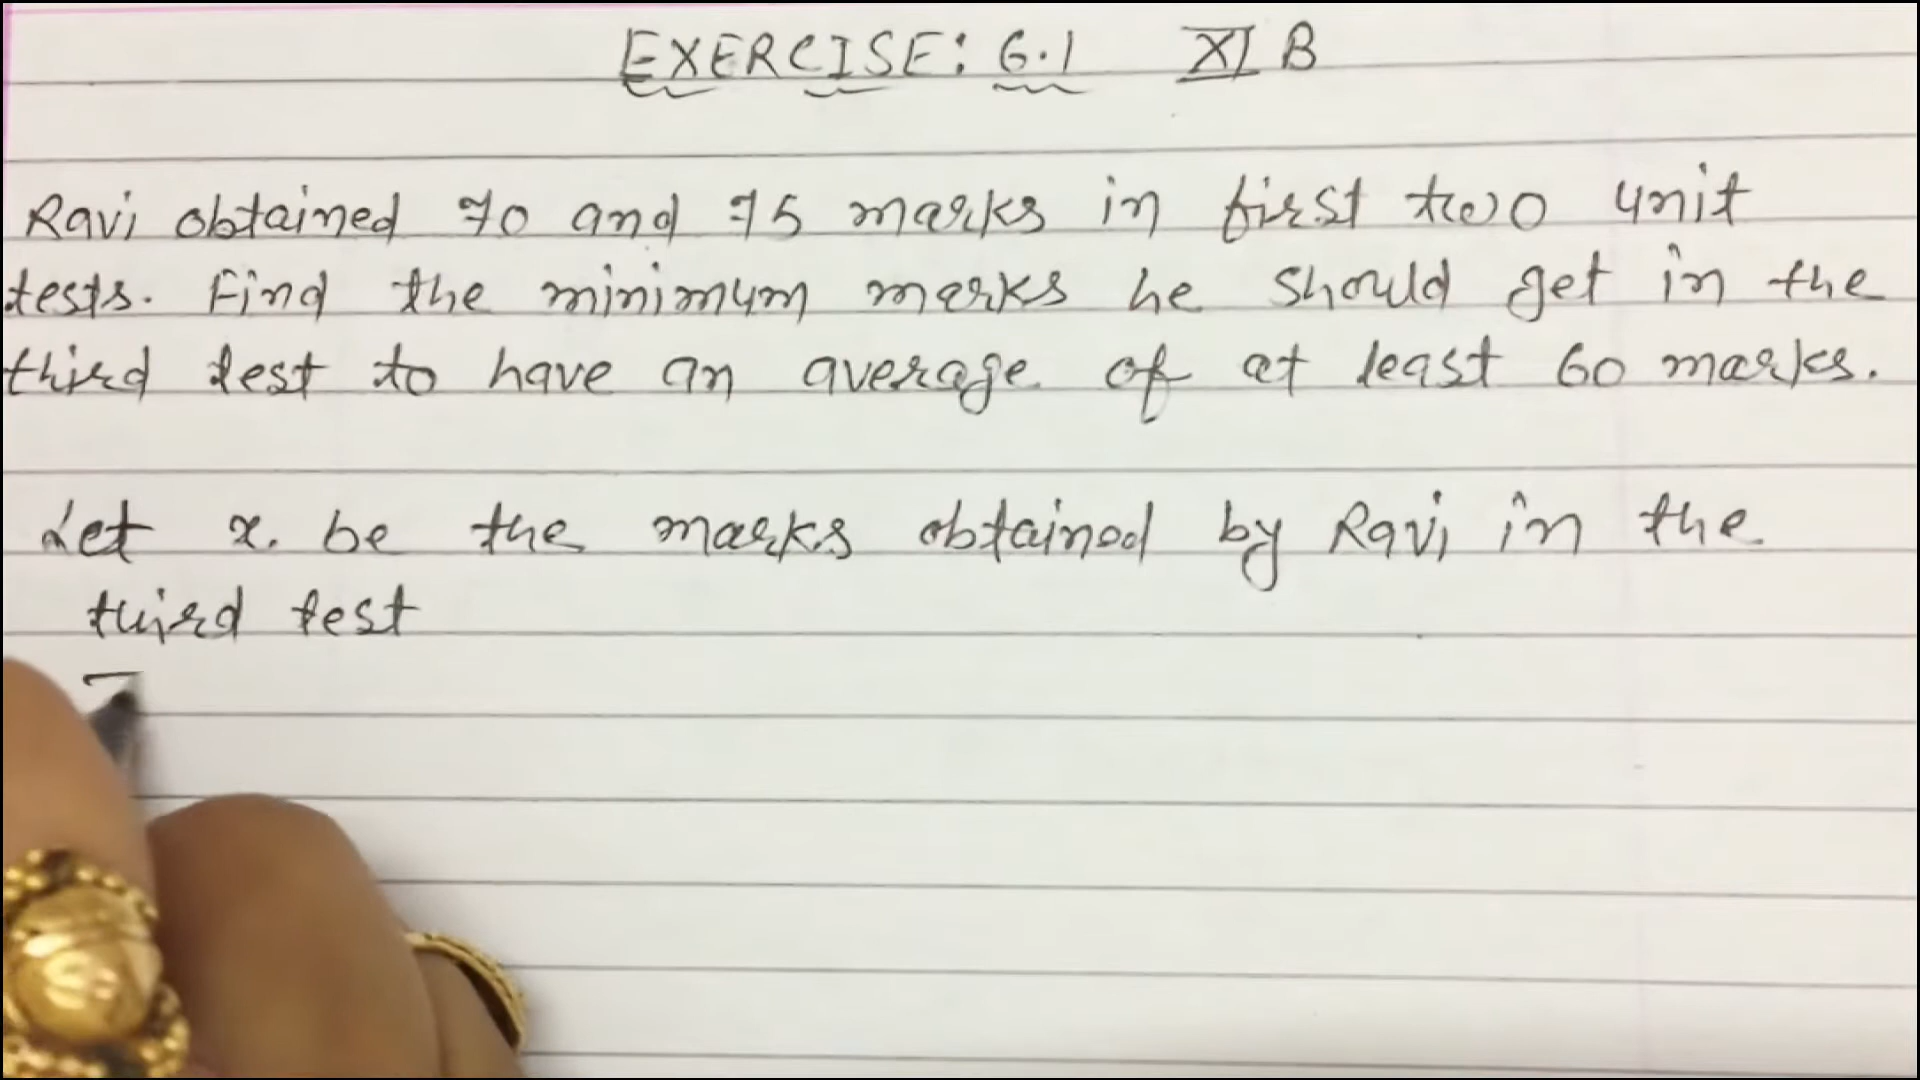 EXERCISE: 6.1 XI B
Ravi obtained 70 and 75 marks in first two unit
tests. Find the minimum marks he should get in the
third test to have an average of at least 60 marks.
Let x. be the marks obtained by Ravi in the
third test